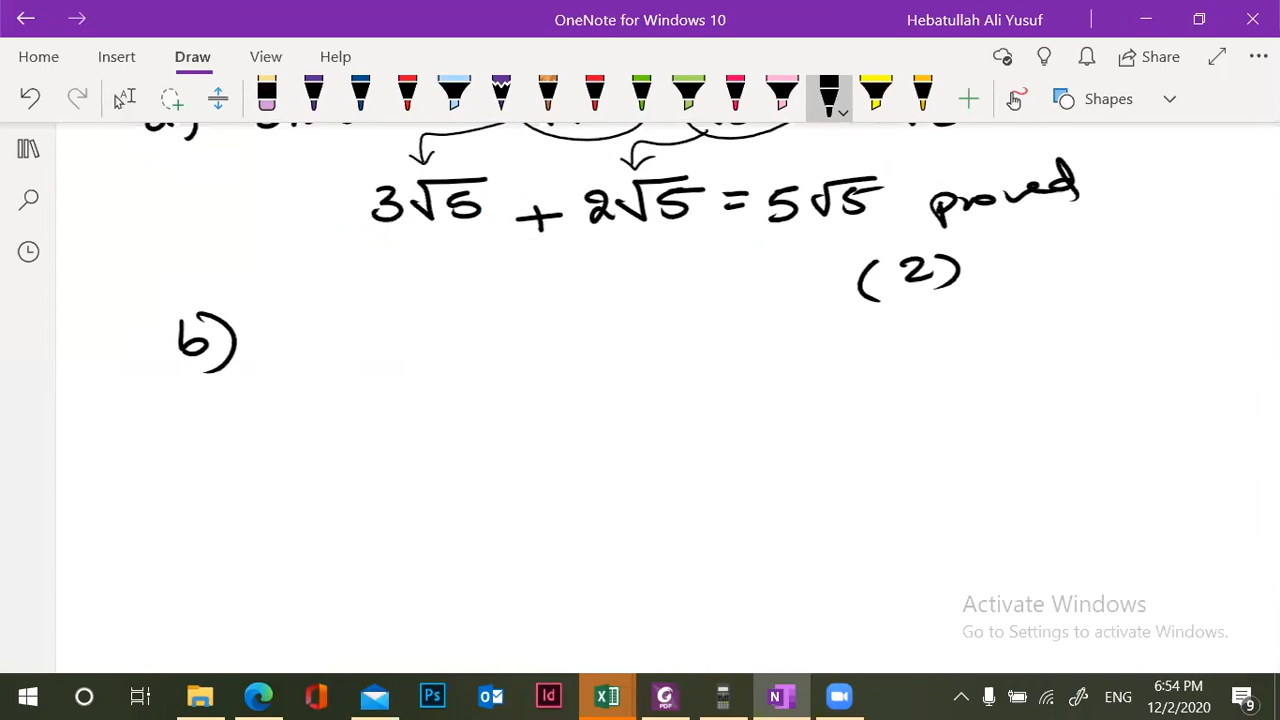 OneNote for Windows 10
Hebatullah Ali Yusuf
Home Insert Draw View Help
Share
Shapes
3√5 + 2√5 = 5√5 proved
(2)
b)
Activate Windows
Go to Settings to activate Windows.
ENG
6:54 PM
12/2/2020
9